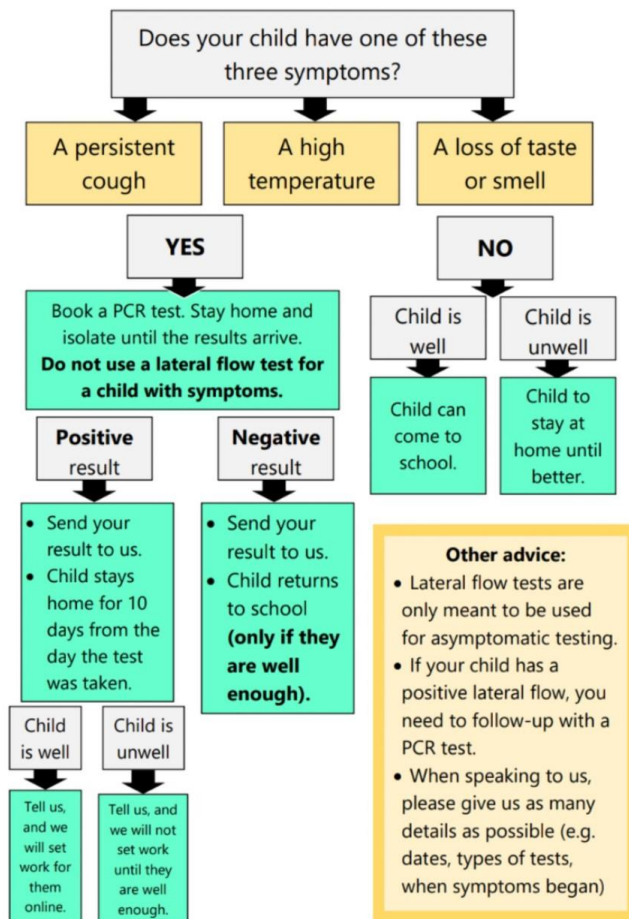 Does your child have one of these
three symptoms?
A persistent
cough
A high
temperature
A loss of taste
or smell
YES
Book a PCR test. Stay home and
isolate until the results arrive.
Do not use a lateral flow test for
a child with symptoms.
Positive
result
• Send your
result to us.
• Child stays
home for 10
days from the
day the test
was taken.
Child
is well
Tell us,
and we
will set
work for
them
online.
Child is
unwell
Tell us, and
we will not
set work
until they
are well
enough.
Negative
result
• Send your
result to us.
• Child returns
to school
(only if they
are well
enough).
NO
Child is
well
Child can
come to
school.
Child is
unwell
Child to
stay at
home until
better.
Other advice:
• Lateral flow tests are
only meant to be used
for asymptomatic testing.
• If your child has a
positive lateral flow, you
need to follow-up with a
PCR test.
• When speaking to us,
please give us as many
details as possible (e.g.
dates, types of tests,
when symptoms began)